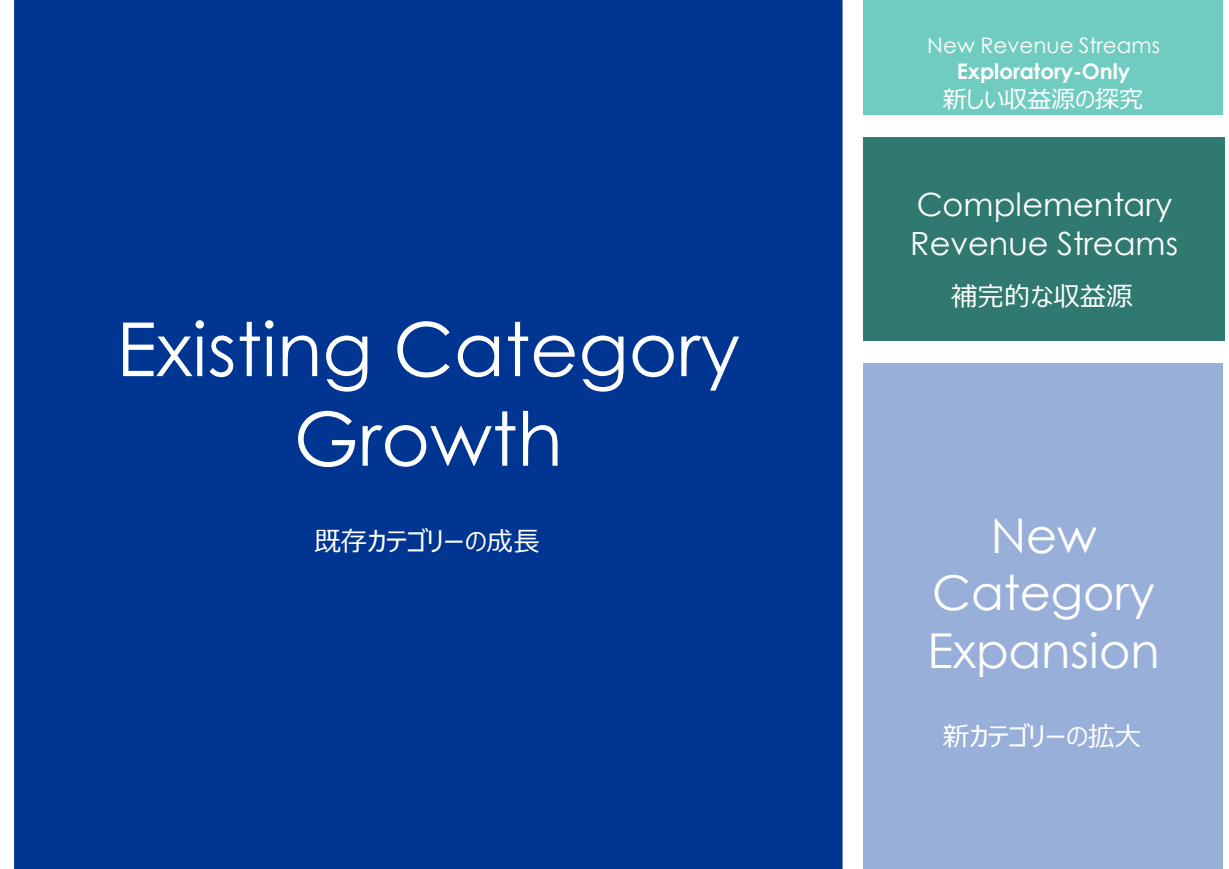 Existing Category
Growth
既存カテゴリーの成長
New Revenue Streams
Exploratory-Only
新しい収益源の探究
Complementary
Revenue Streams
補完的な収益源
New
Category
Expansion
新カテゴリーの拡大